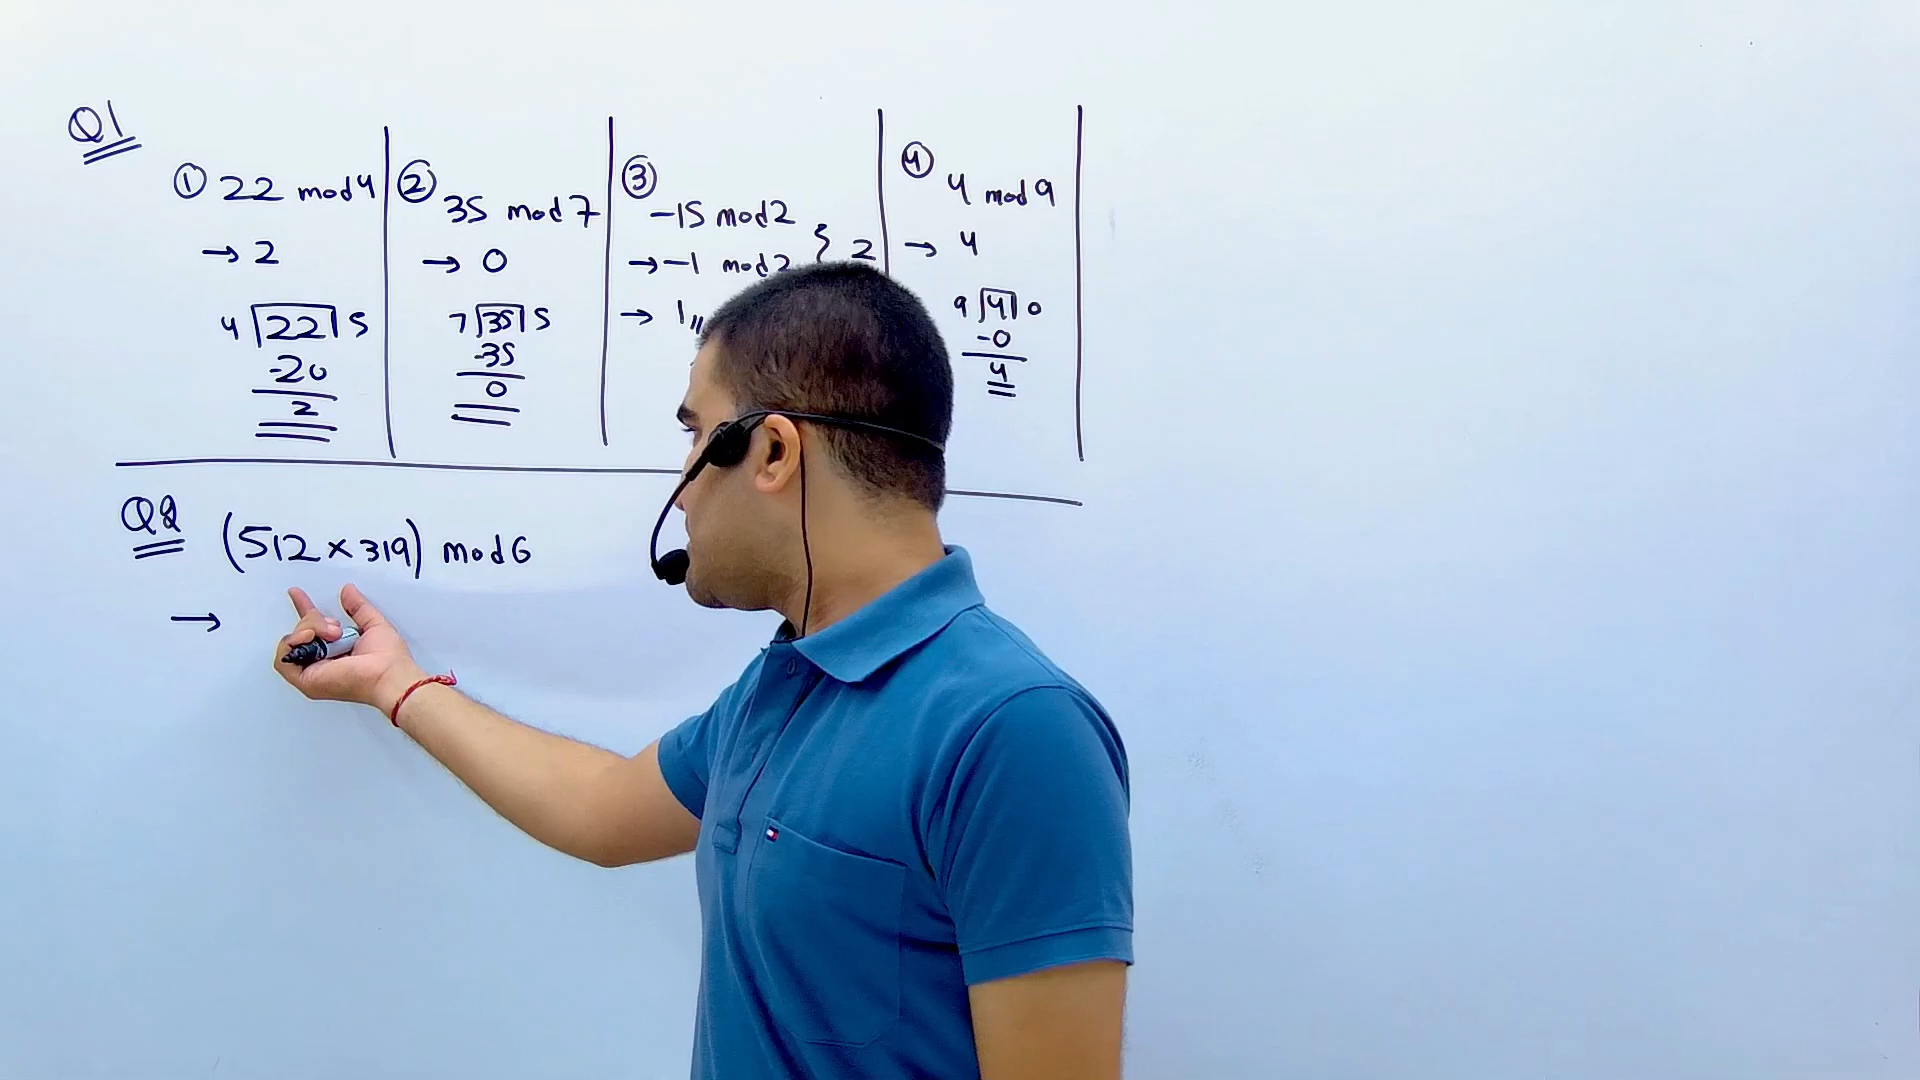 Q1
① 22 mod 4
→ 2
4 22 5
-20
2
② 35 mod 7
→ 0
7 35 5
-35
0
③ -15 mod 2
→ -1 mod 2 { 2
→ 1
④ 4 mod 9
→ 4
9 4 0
-0
4
Q2 (512 × 319) mod 6
→